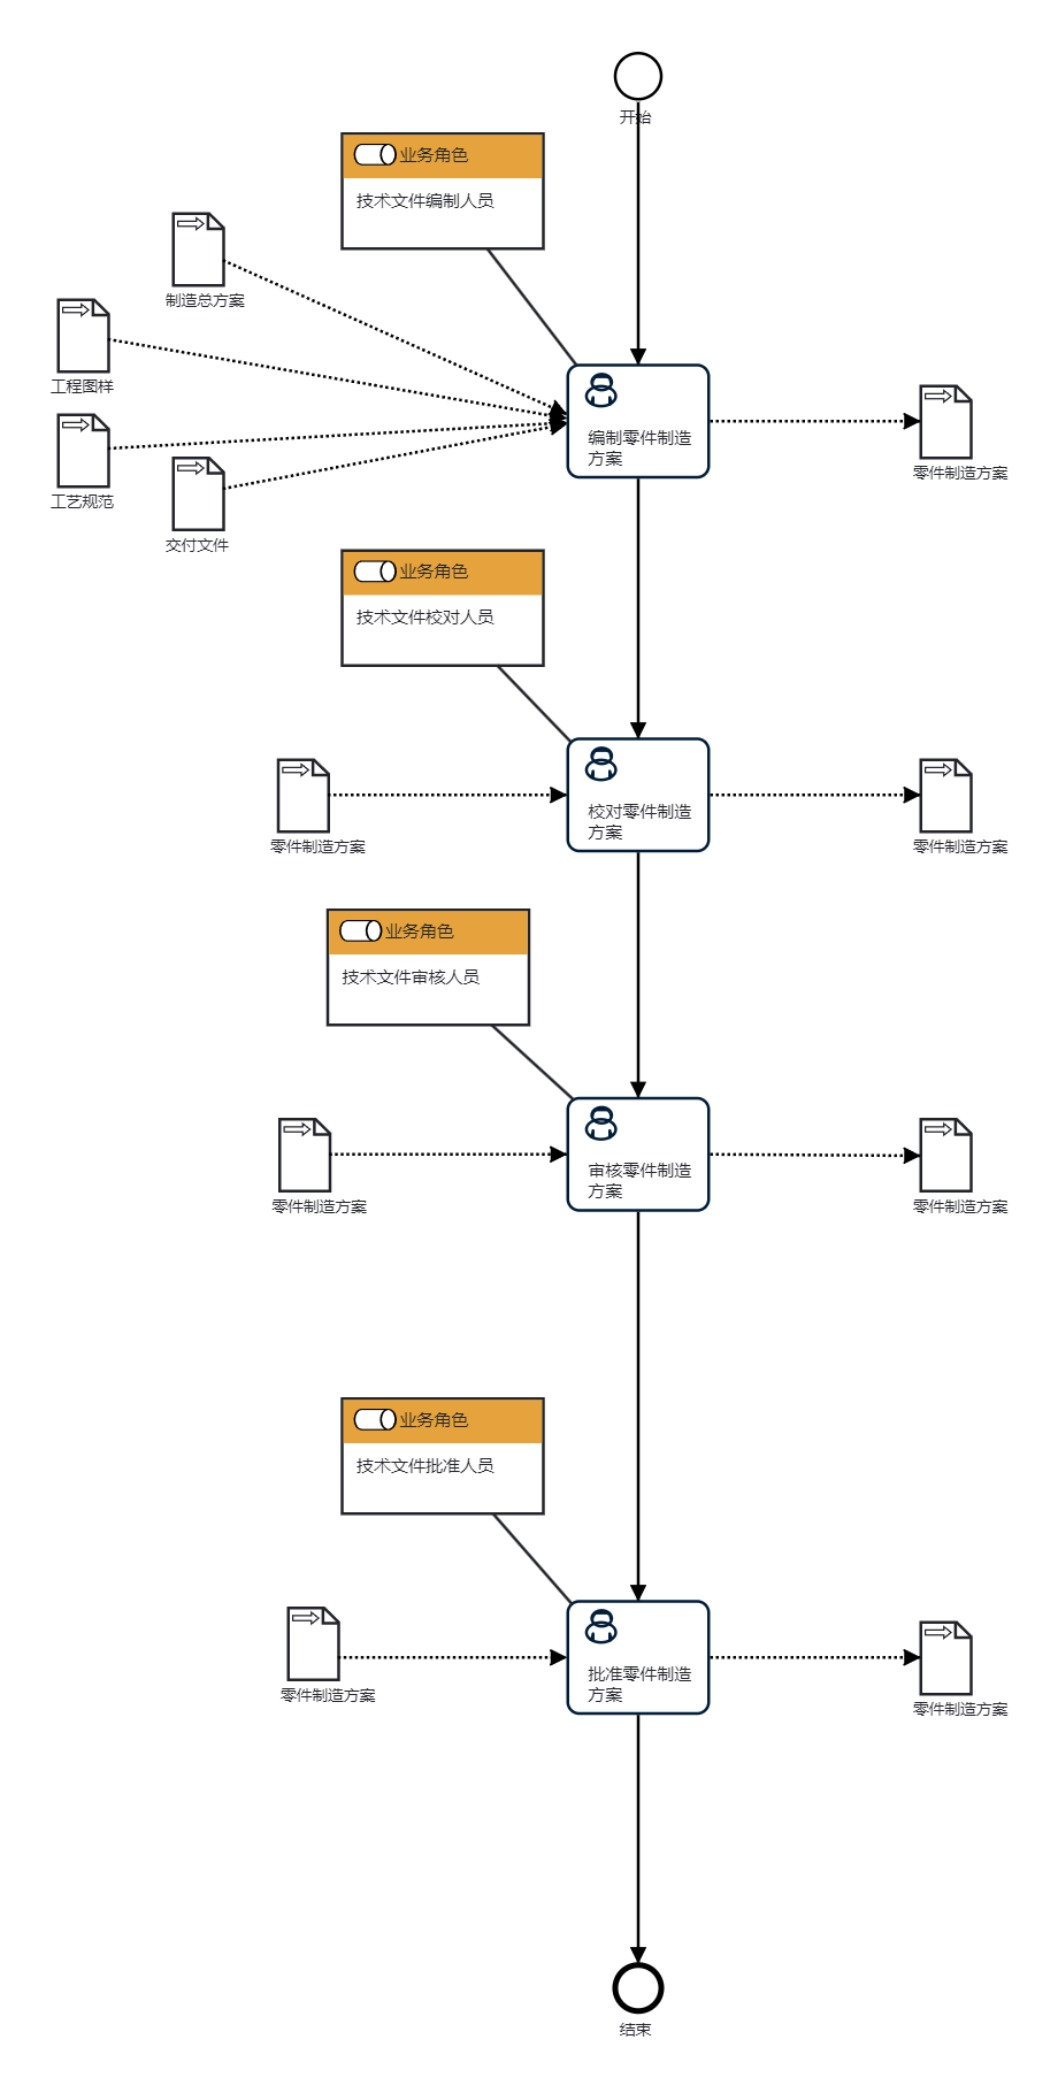 开始
业务角色
技术文件编制人员
制造总方案
工程图样
工艺规范
交付文件
编制零件制造
方案
零件制造方案
业务角色
技术文件校对人员
零件制造方案
校对零件制造
方案
零件制造方案
业务角色
技术文件审核人员
零件制造方案
审核零件制造
方案
零件制造方案
业务角色
技术文件批准人员
零件制造方案
批准零件制造
方案
零件制造方案
结束